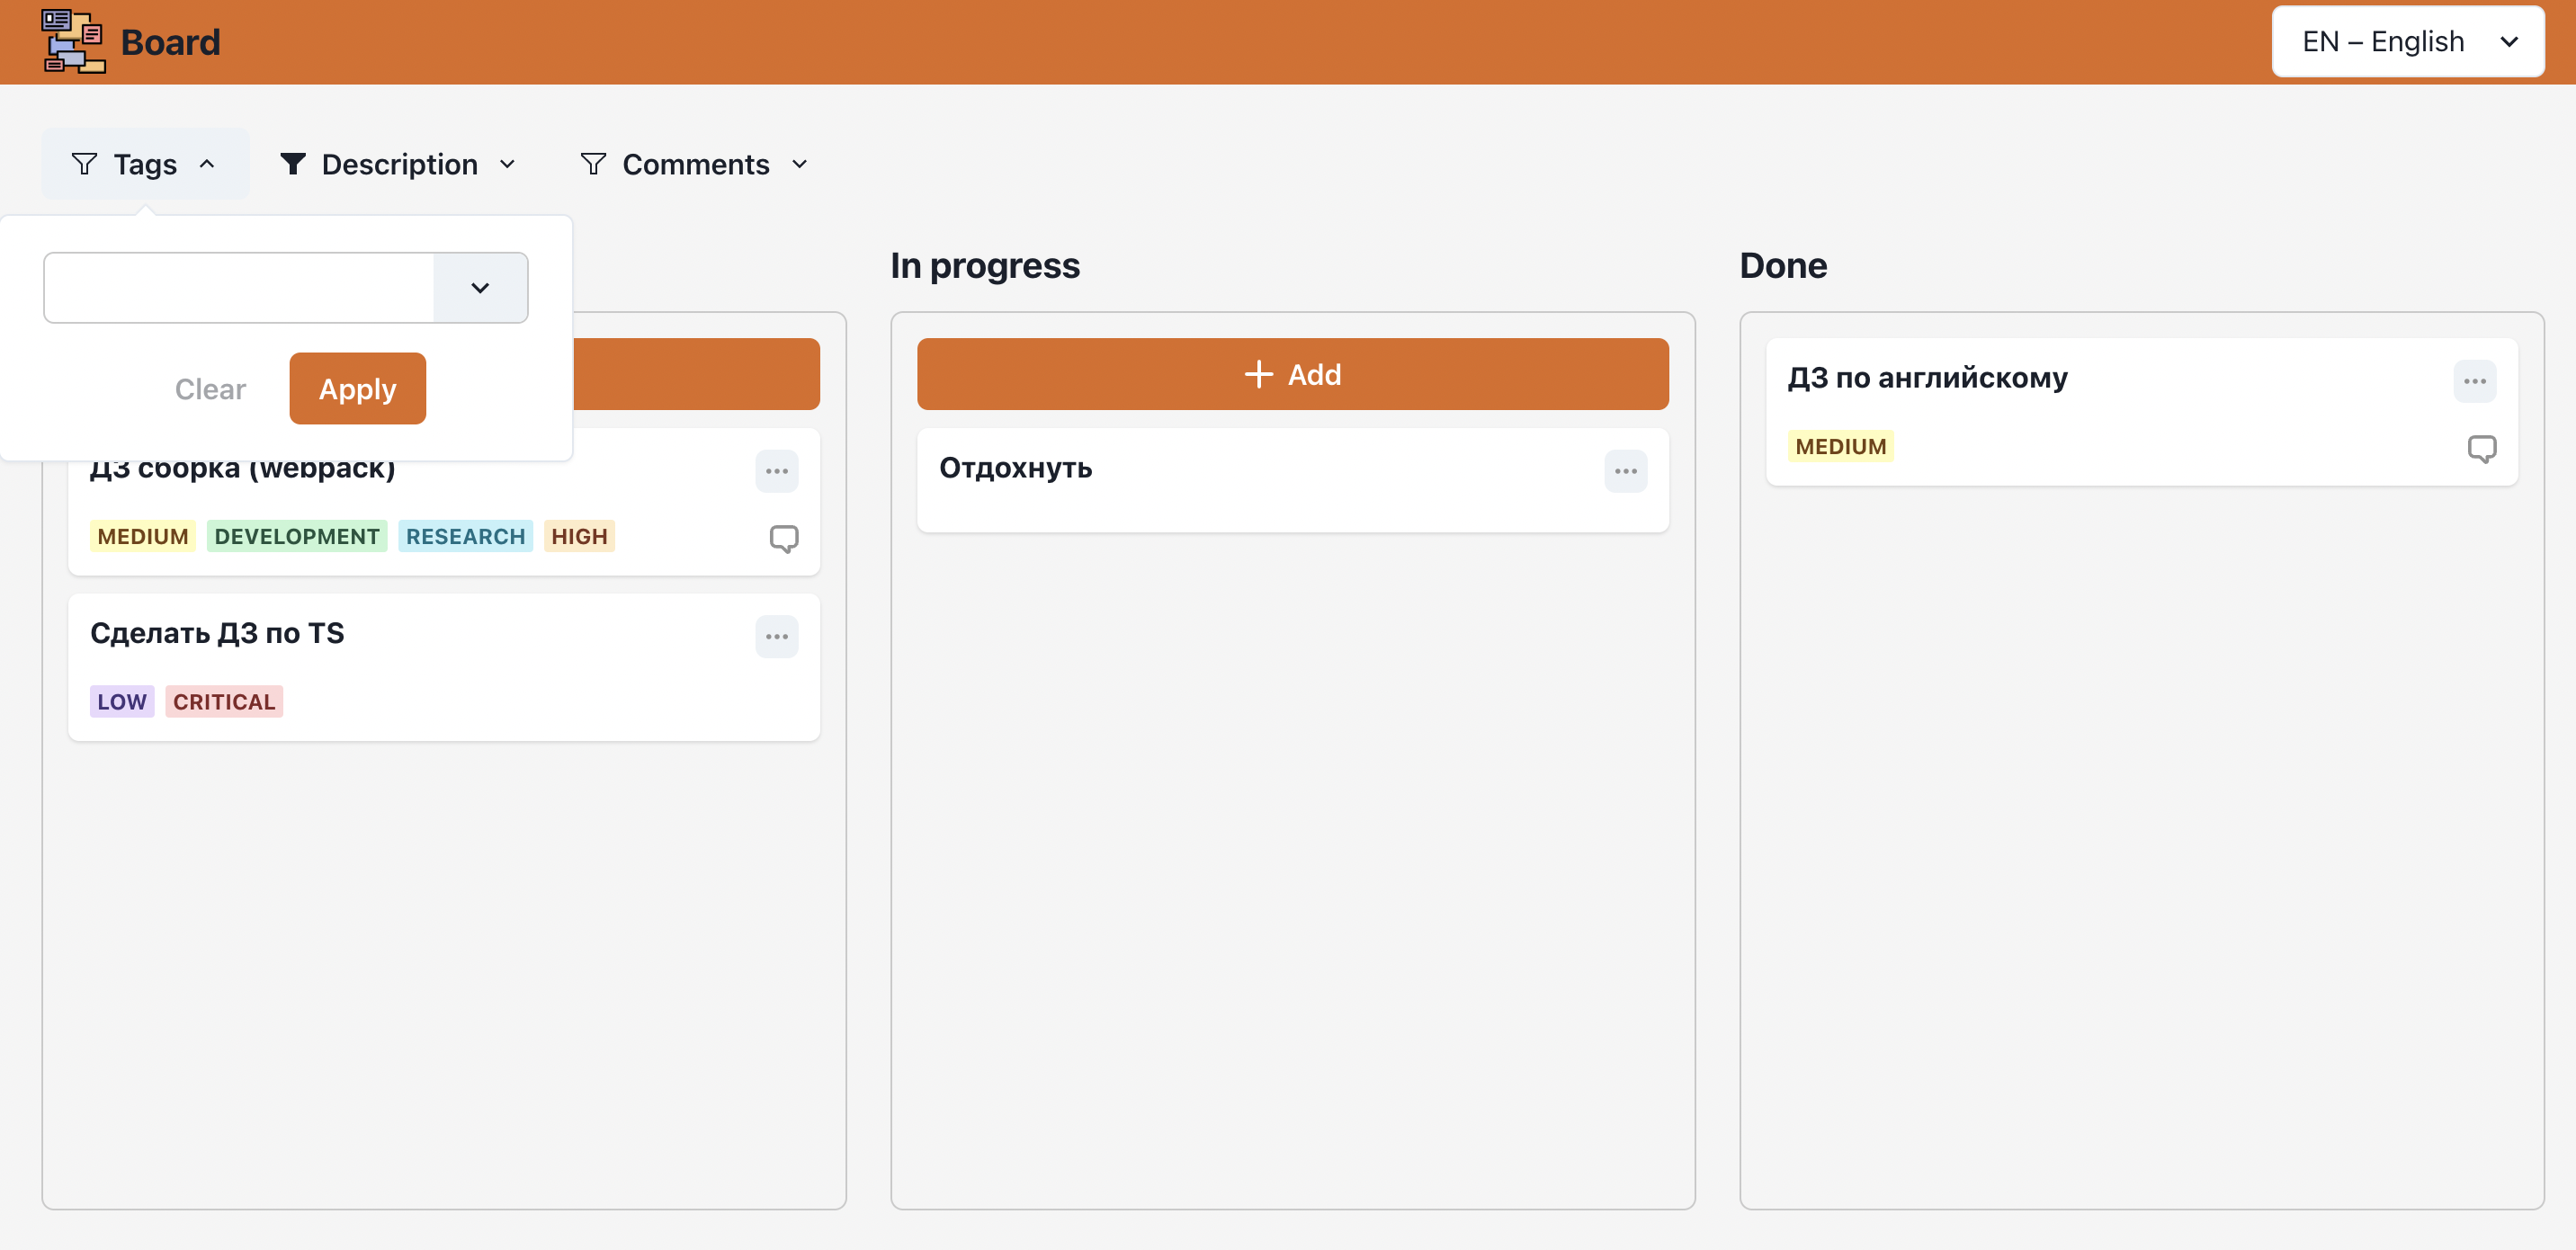 Board
EN – English
Tags
Description
Comments
Clear
Apply
ДЗ сборка (webpack)
MEDIUM DEVELOPMENT RESEARCH HIGH
Сделать ДЗ по TS
LOW CRITICAL
In progress
Add
Отдохнуть
Done
ДЗ по английскому
MEDIUM